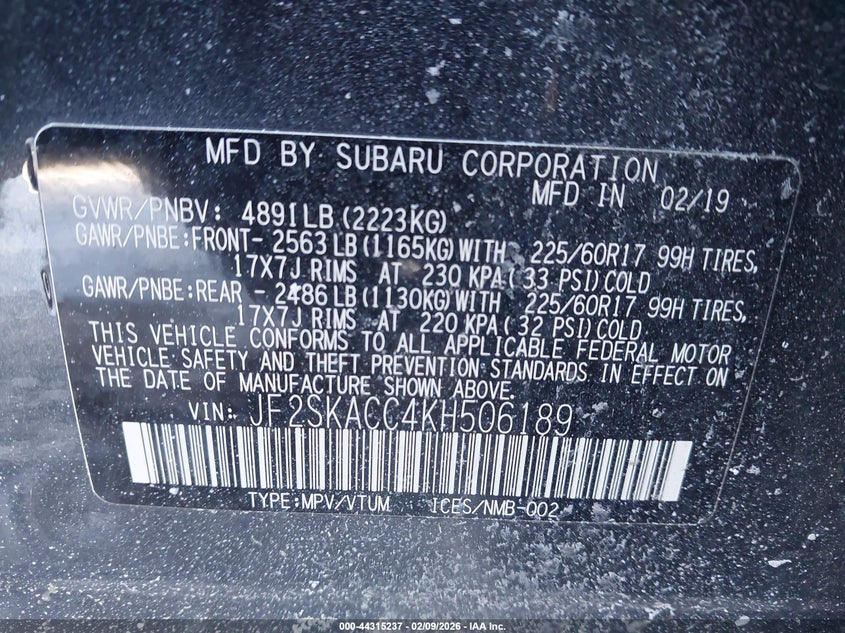 MFD BY SUBARU CORPORATION
MFD IN 02/19
GVWR/PNBV: 4891LB (2223KG)
GAWR/PNBE:FRONT- 2563 LB (1165KG) WITH 225/60R17 99H TIRES,
17X7J RIMS AT 230 KPA (33 PSI) COLD
GAWR/PNBE:REAR - 2486 LB (1130KG) WITH 225/60R17 99H TIRES,
17X7J RIMS AT 220 KPA (32 PSI) COLD
THIS VEHICLE CONFORMS TO ALL APPLICABLE FEDERAL MOTOR
VEHICLE SAFETY AND THEFT PREVENTION STANDARDS IN EFFECT ON
THE DATE OF MANUFACTURE SHOWN ABOVE.
VIN: JF2SKACC4KH506189
TYPE:MPV/VTUM ICES/NMB-002
000-44315237 - 02/09/2026 - IAA Inc.